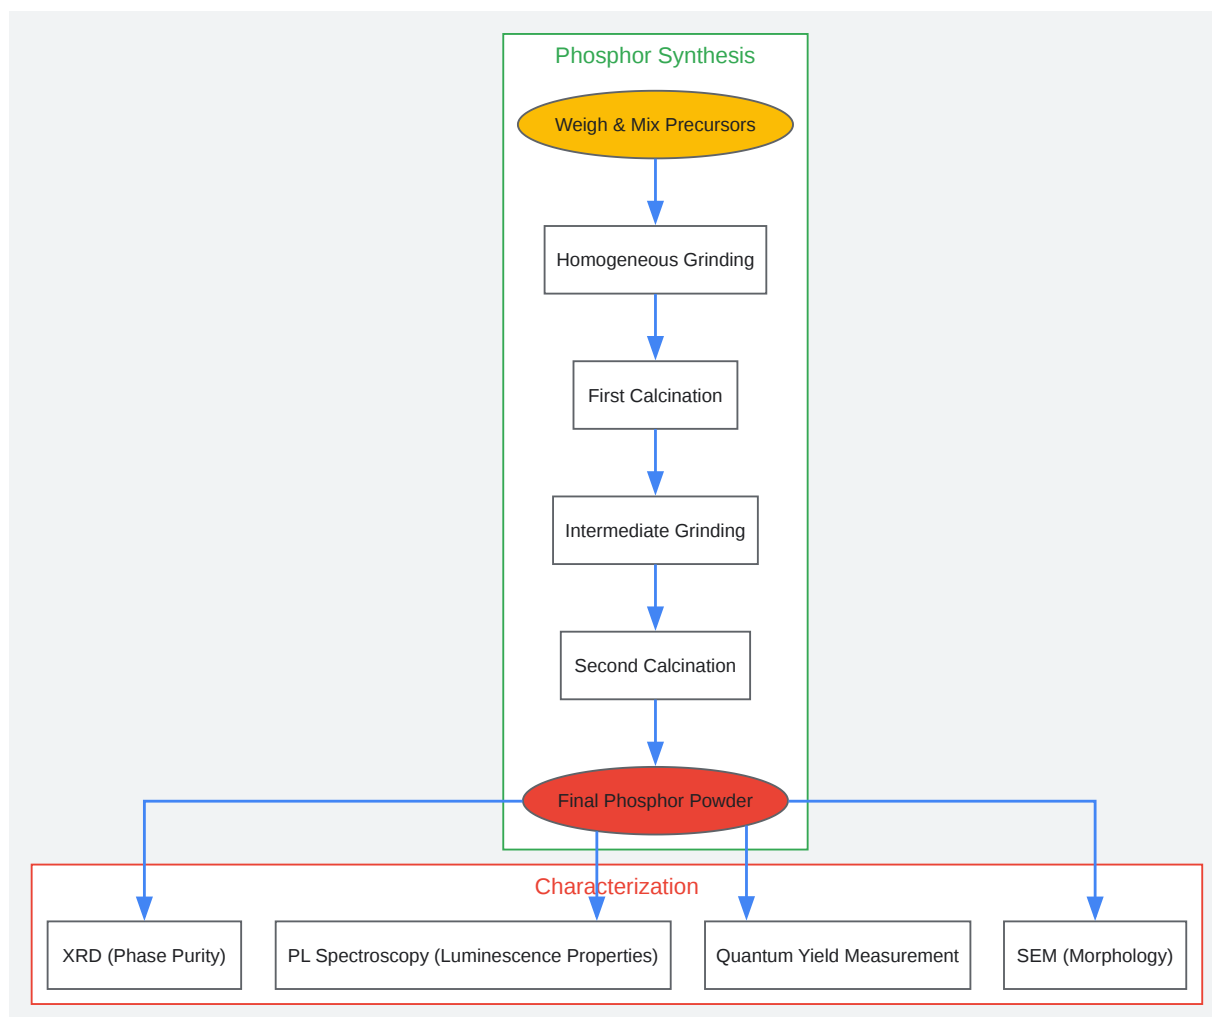 Phosphor Synthesis
Weigh & Mix Precursors
Homogeneous Grinding
First Calcination
Intermediate Grinding
Second Calcination
Final Phosphor Powder
Characterization
XRD (Phase Purity)
PL Spectroscopy (Luminescence Properties)
Quantum Yield Measurement
SEM (Morphology)